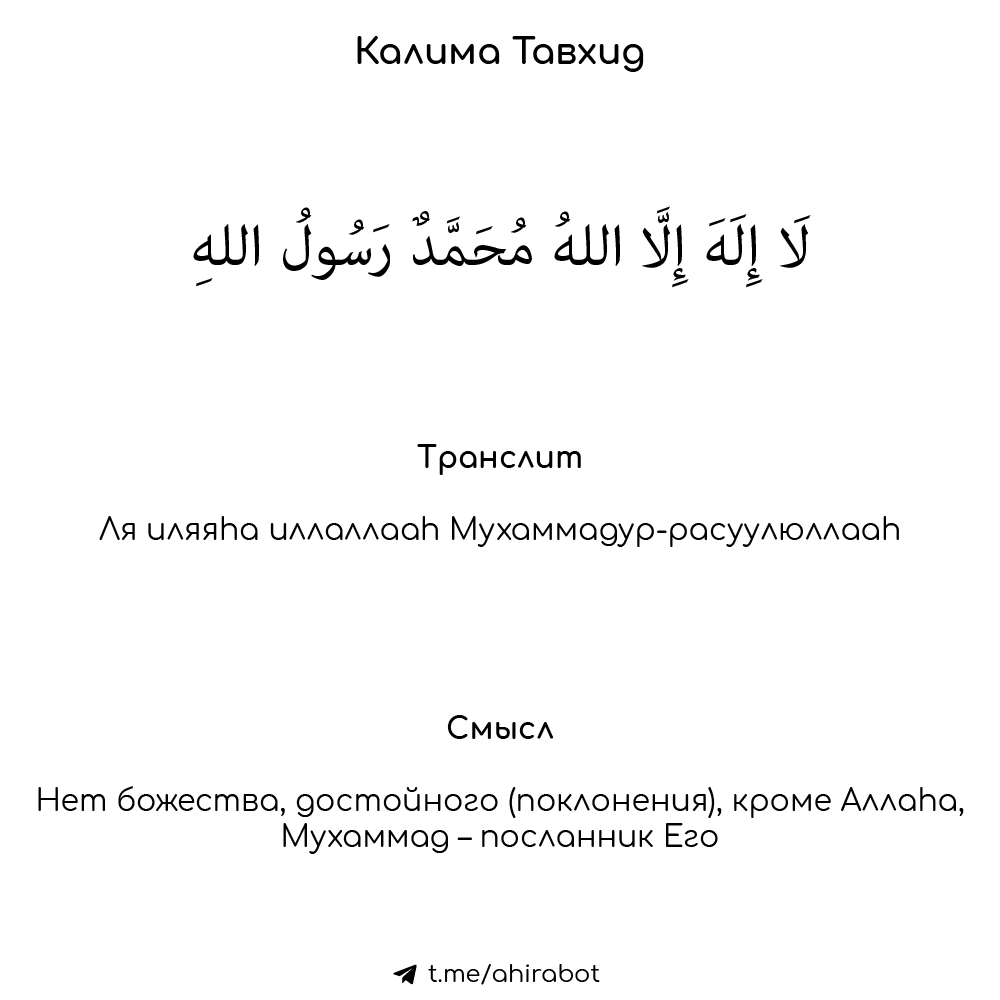 Калима Тавхид
لَا إِلَهَ إِلَّا اللهُ مُحَمَّدٌ رَسُولُ اللهِ
Транслит
Ля иляяhа иллаллааh Мухаммадур-расуулюллааh
Смысл
Нет божества, достойного (поклонения), кроме Аллаhа,
Мухаммад – посланник Его
t.me/ahirabot